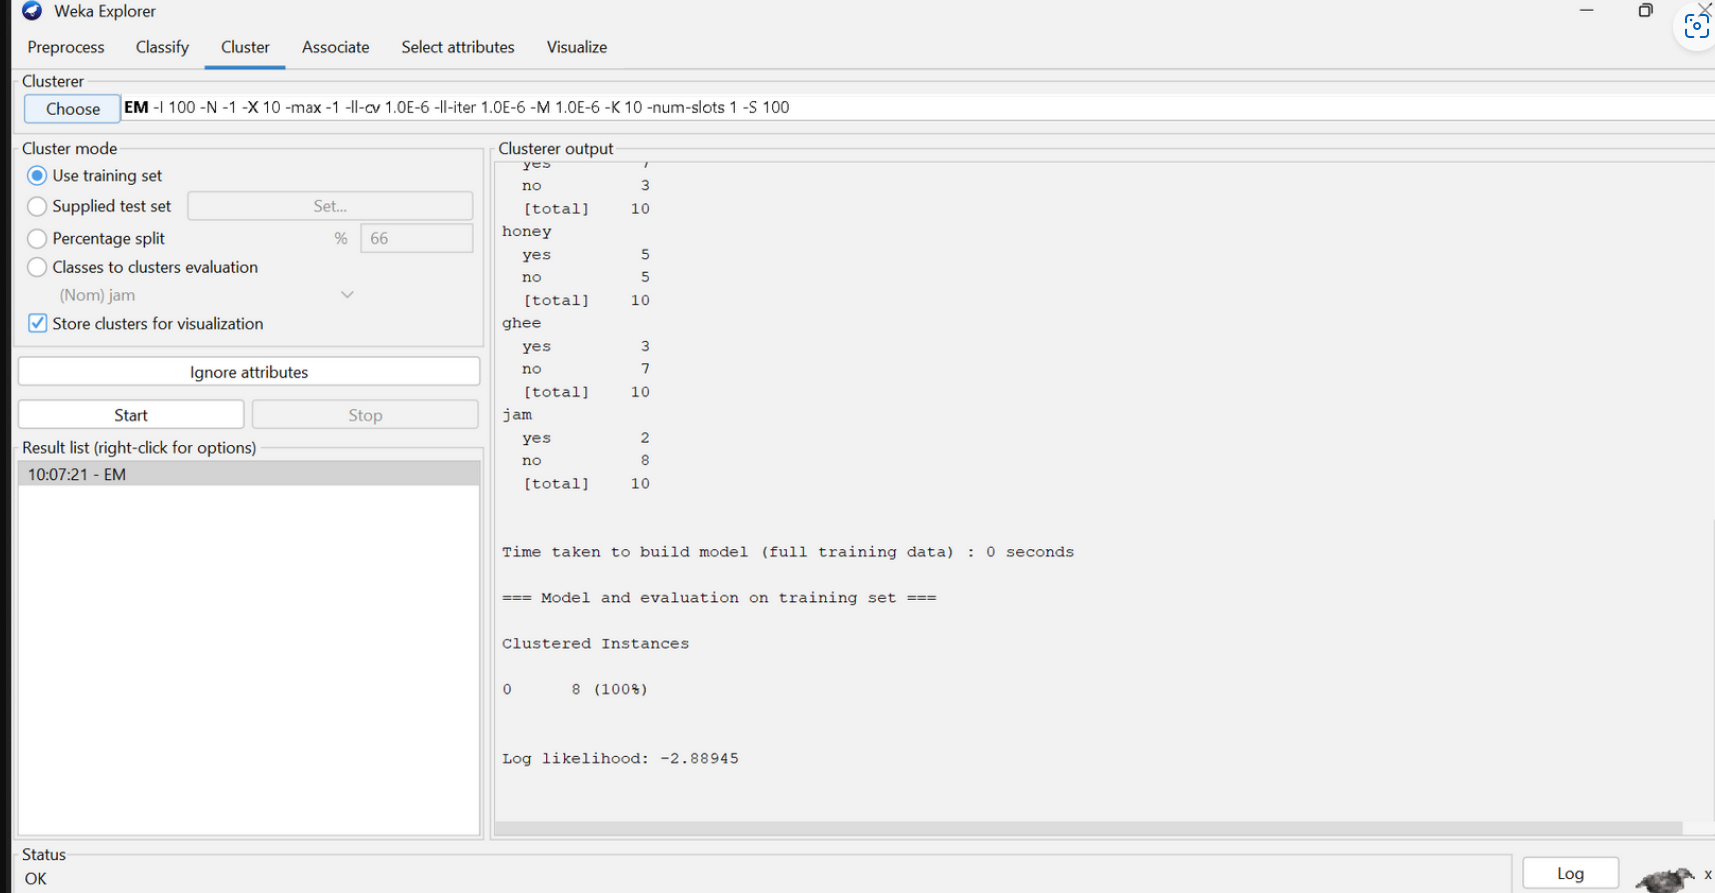 Weka Explorer
Preprocess Classify Cluster Associate Select attributes Visualize
Clusterer
Choose EM -I 100 -N -1 -X 10 -max -1 -ll-cv 1.0E-6 -ll-iter 1.0E-6 -M 1.0E-6 -K 10 -num-slots 1 -S 100
Cluster mode
Use training set
Supplied test set Set...
Percentage split % 66
Classes to clusters evaluation
(Nom) jam
Store clusters for visualization
Ignore attributes
Start Stop
Result list (right-click for options)
10:07:21 - EM
Clusterer output
yes 7
no 3
[total] 10
honey
yes 5
no 5
[total] 10
ghee
yes 3
no 7
[total] 10
jam
yes 2
no 8
[total] 10
Time taken to build model (full training data) : 0 seconds
=== Model and evaluation on training set ===
Clustered Instances
0 8 (100%)
Log likelihood: -2.88945
Status
OK
Log x